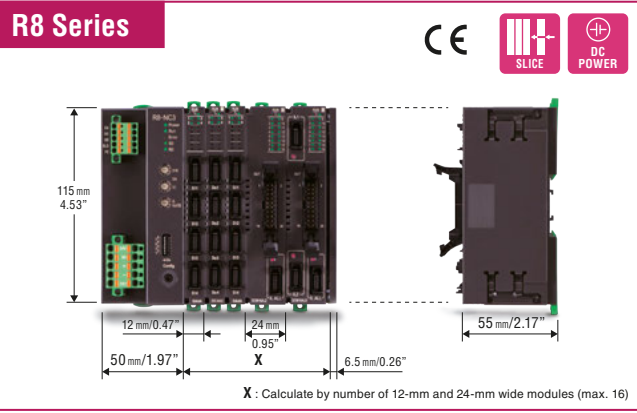 R8 Series
CE
SLICE
DC
POWER
R8-NC3
115 mm
4.53”
12 mm/0.47”
24 mm
0.95”
55 mm/2.17”
50 mm/1.97”
X
6.5 mm/0.26”
X : Calculate by number of 12-mm and 24-mm wide modules (max. 16)